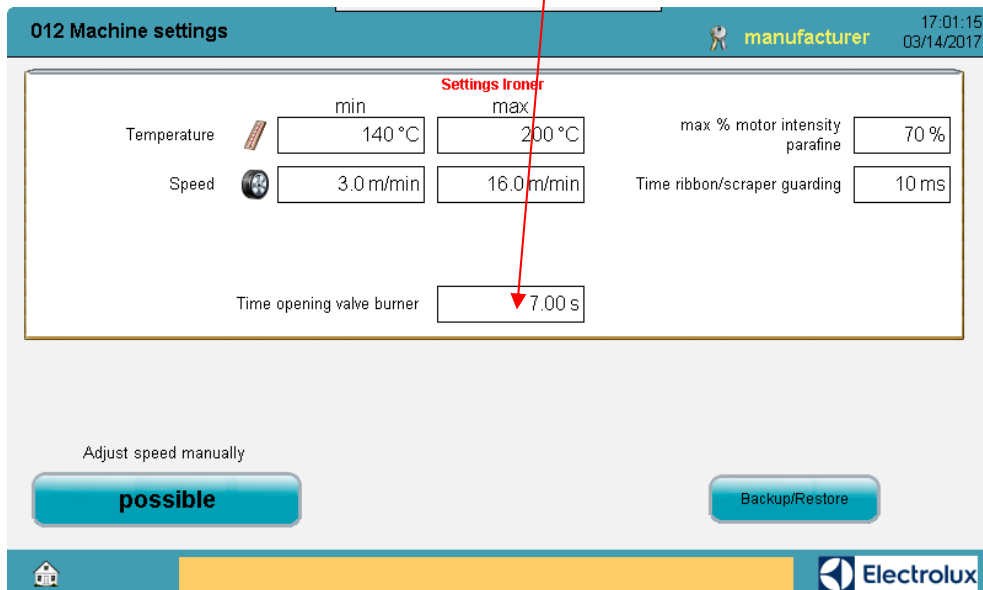 012 Machine settings
manufacturer
17:01:15
03/14/2017
Settings Ironer
min
max
Temperature
140 °C
200 °C
max % motor intensity
parafine
70 %
Speed
3.0 m/min
16.0 m/min
Time ribbon/scraper guarding
10 ms
Time opening valve burner
7.00 s
Adjust speed manually
possible
Backup/Restore
Electrolux